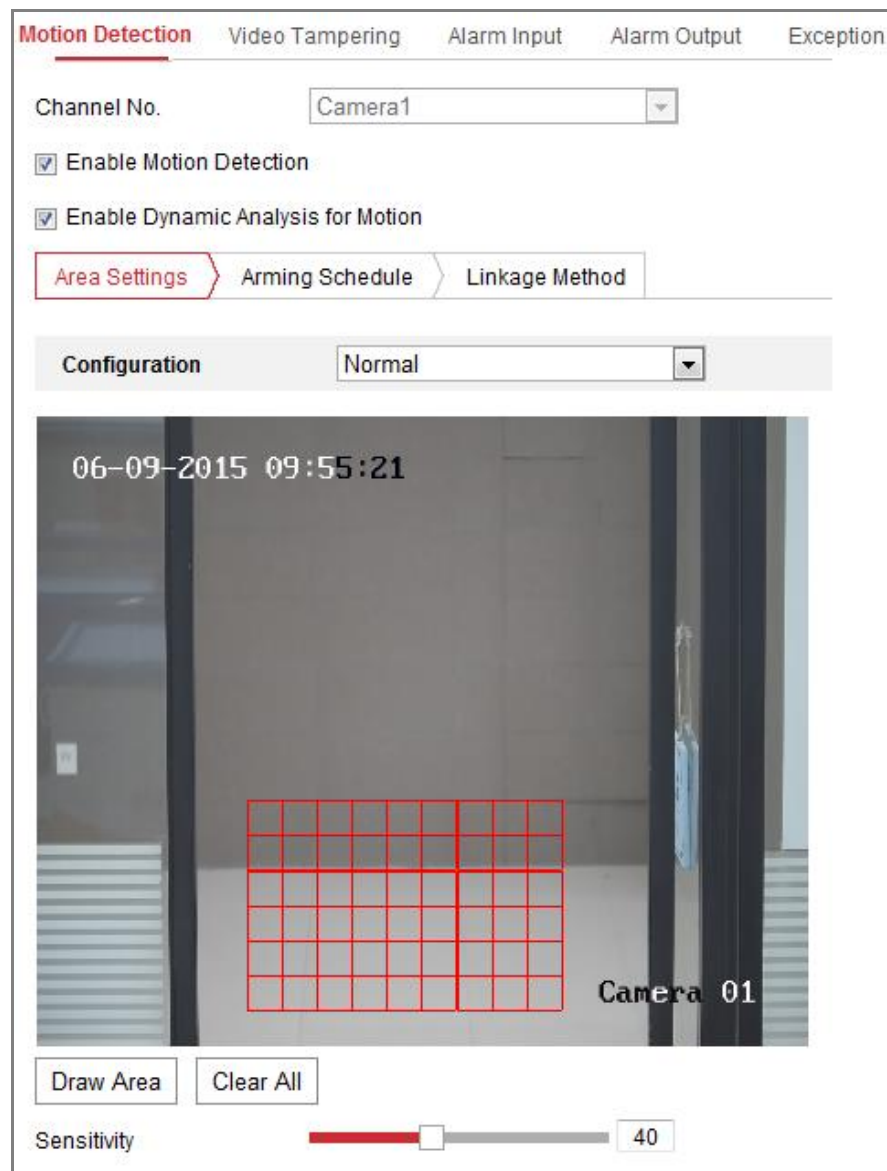 Motion Detection Video Tampering Alarm Input Alarm Output Exception
Channel No. Camera1
Enable Motion Detection
Enable Dynamic Analysis for Motion
Area Settings Arming Schedule Linkage Method
Configuration Normal
06-09-2015 09:55:21
Camera 01
Draw Area Clear All
Sensitivity 40